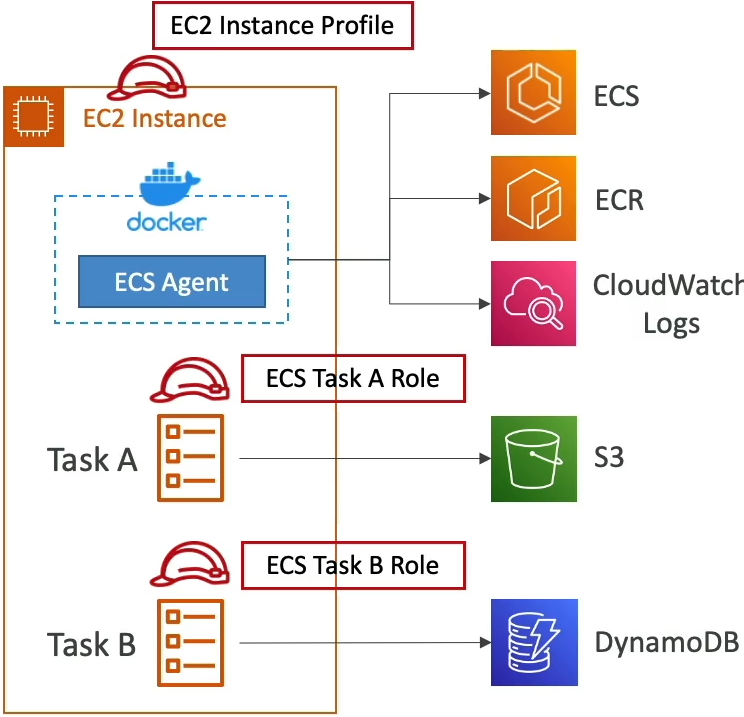 EC2 Instance Profile
EC2 Instance
docker
ECS Agent
ECS
ECR
CloudWatch
Logs
ECS Task A Role
Task A
S3
ECS Task B Role
Task B
DynamoDB